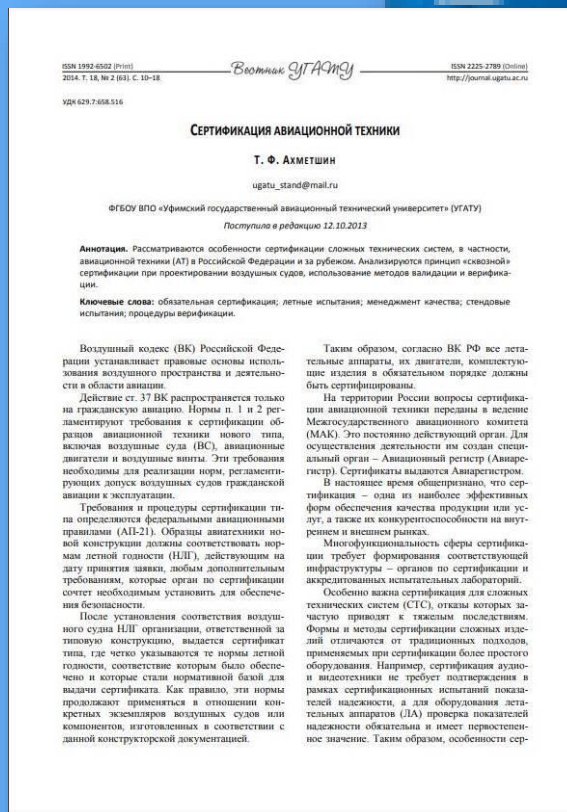 ISSN 1992-6502 (Print)
2014. Т. 18, № 2 (63). С. 10–18
Вестник УГАТУ
ISSN 2225-2789 (Online)
http://journal.ugatu.ac.ru
УДК 629.7:658.516
СЕРТИФИКАЦИЯ АВИАЦИОННОЙ ТЕХНИКИ
Т. Ф. АХМЕТШИН
ugatu_stand@mail.ru
ФГБОУ ВПО «Уфимский государственный авиационный технический университет» (УГАТУ)
Поступила в редакцию 12.10.2013
Аннотация. Рассматриваются особенности сертификации сложных технических систем, в частности,
авиационной техники (АТ) в Российской Федерации и за рубежом. Анализируются принцип «сквозной»
сертификации при проектировании воздушных судов, использование методов валидации и верифика-
ции.
Ключевые слова: обязательная сертификация; летные испытания; менеджмент качества; стендовые
испытания; процедуры верификации.
Воздушный кодекс (ВК) Российской Феде-
рации устанавливает правовые основы исполь-
зования воздушного пространства и деятельно-
сти в области авиации.
Действие ст. 37 ВК распространяется только
на гражданскую авиацию. Нормы п. 1 и 2 рег-
ламентируют требования к сертификации об-
разцов авиационной техники нового типа,
включая воздушные суда (ВС), авиационные
двигатели и воздушные винты. Эти требования
необходимы для реализации норм, регламенти-
рующих допуск воздушных судов гражданской
авиации к эксплуатации.
Требования и процедуры сертификации ти-
па определяются федеральными авиационными
правилами (АП-21). Образцы авиатехники но-
вой конструкции должны соответствовать нор-
мам летной годности (НЛГ), действующим на
дату принятия заявки, любым дополнительным
требованиям, которые орган по сертификации
сочтет необходимым установить для обеспече-
ния безопасности.
После установления соответствия воздуш-
ного судна НЛГ организации, ответственной за
типовую конструкцию, выдается сертификат
типа, где четко указываются те нормы летной
годности, соответствие которым было обеспе-
чено и которые стали нормативной базой для
выдачи сертификата. Как правило, эти нормы
продолжают применяться в отношении кон-
кретных экземпляров воздушных судов или
компонентов, изготовленных в соответствии с
данной конструкторской документацией.
Таким образом, согласно ВК РФ все лета-
тельные аппараты, их двигатели, комплектую-
щие изделия в обязательном порядке должны
быть сертифицированы.
На территории России вопросы сертифика-
ции авиационной техники переданы в ведение
Межгосударственного авиационного комитета
(МАК). Это постоянно действующий орган. Для
осуществления деятельности им создан специ-
альный орган – Авиационный регистр (Авиаре-
гистр). Сертификаты выдаются Авиарегистром.
В настоящее время общепризнано, что сер-
тификация – одна из наиболее эффективных
форм обеспечения качества продукции или ус-
луг, а также их конкурентоспособности на внут-
реннем и внешнем рынках.
Многофункциональность сферы сертифика-
ции требует формирования соответствующей
инфраструктуры – органов по сертификации и
аккредитованных испытательных лабораторий.
Особенно важна сертификация для сложных
технических систем (СТС), отказы которых за-
частую приводят к тяжелым последствиям.
Формы и методы сертификации сложных изде-
лий отличаются от традиционных подходов,
применяемых при сертификации более простого
оборудования. Например, сертификация аудио-
и видеотехники не требует подтверждения в
рамках сертификационных испытаний показа-
телей надежности, а для оборудования лета-
тельных аппаратов (ЛА) проверка показателей
надежности обязательна и имеет первостепен-
ное значение. Таким образом, особенности сер-